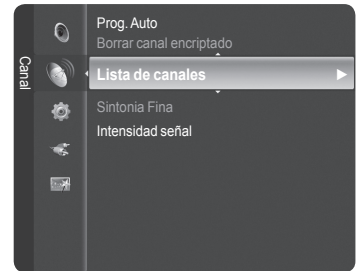 Canal
Prog. Auto
Borrar canal encriptado
Lista de canales
Sintonia Fina
Intensidad señal